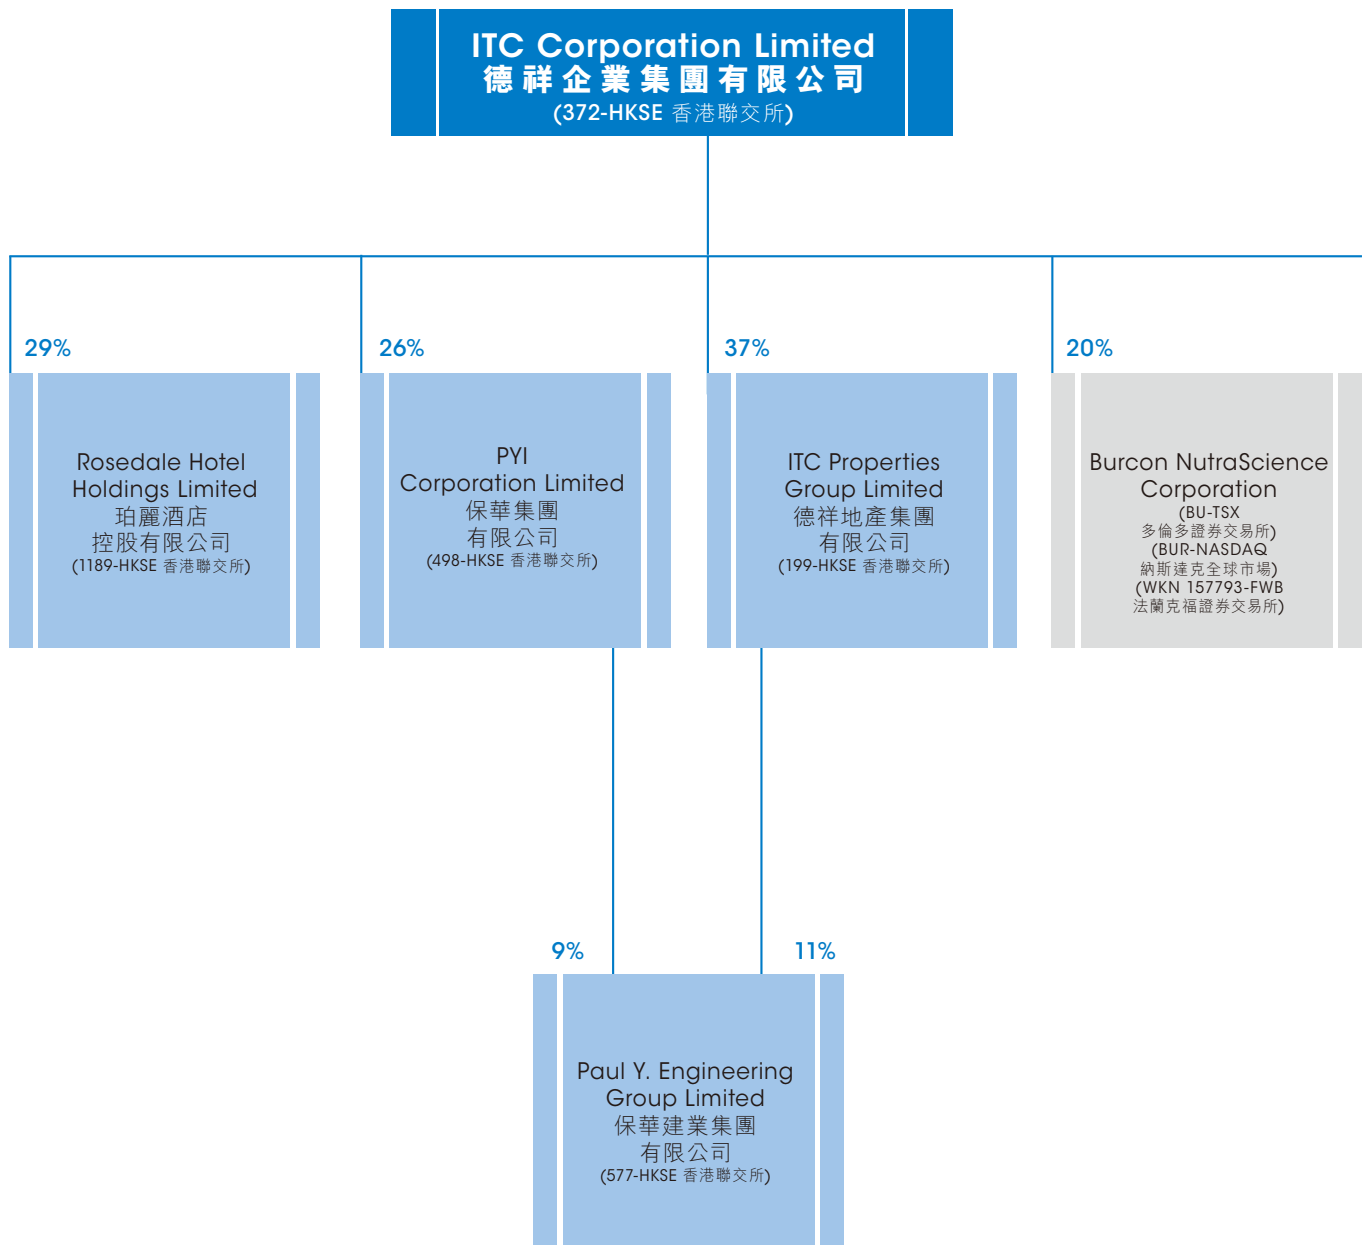 ITC Corporation Limited
德祥企業集團有限公司
(372-HKSE 香港聯交所)
29%
26%
37%
20%
Rosedale Hotel
Holdings Limited
珀麗酒店
控股有限公司
(1189-HKSE 香港聯交所)
PYI
Corporation Limited
保華集團
有限公司
(498-HKSE 香港聯交所)
ITC Properties
Group Limited
德祥地產集團
有限公司
(199-HKSE 香港聯交所)
Burcon NutraScience
Corporation
(BU-TSX
多倫多證券交易所)
(BUR-NASDAQ
納斯達克全球市場)
(WKN 157793-FWB
法蘭克福證券交易所)
9%
11%
Paul Y. Engineering
Group Limited
保華建業集團
有限公司
(577-HKSE 香港聯交所)